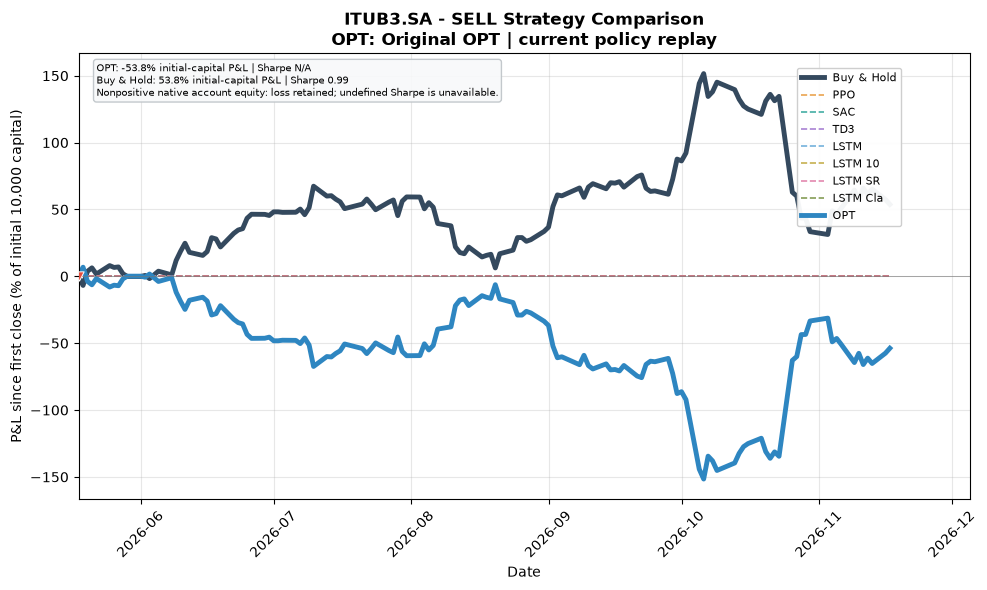 ITUB3.SA - SELL Strategy Comparison
OPT: Original OPT | current policy replay
OPT: -53.8% initial-capital P&L | Sharpe N/A
Buy & Hold: 53.8% initial-capital P&L | Sharpe 0.99
Nonpositive native account equity: loss retained; undefined Sharpe is unavailable.
Buy & Hold
PPO
SAC
TD3
LSTM
LSTM 10
LSTM SR
LSTM Cla
OPT
P&L since first close (% of initial 10,000 capital)
150
100
50
0
−50
−100
−150
2026-06
2026-07
2026-08
2026-09
2026-10
2026-11
2026-12
Date